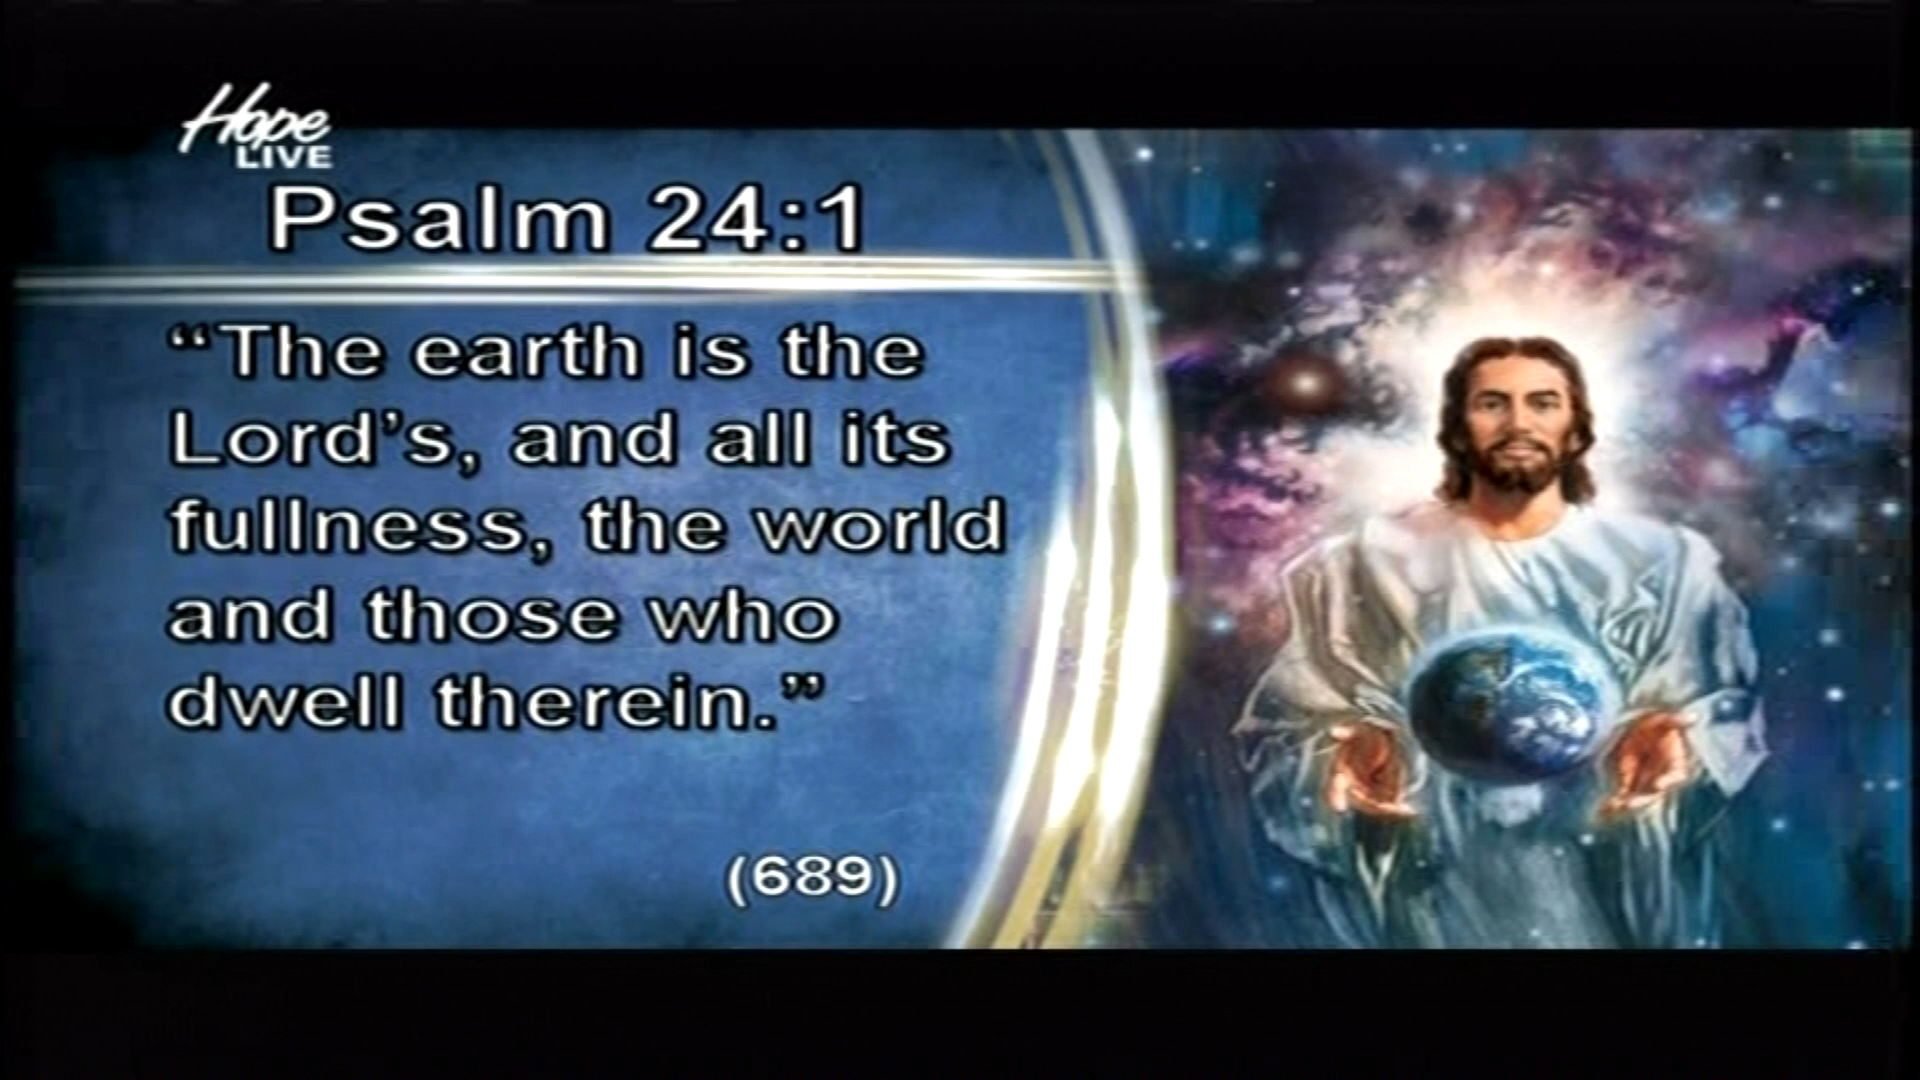 Hope
LIVE
Psalm 24:1
“The earth is the
Lord’s, and all its
fullness, the world
and those who
dwell therein.”
(689)